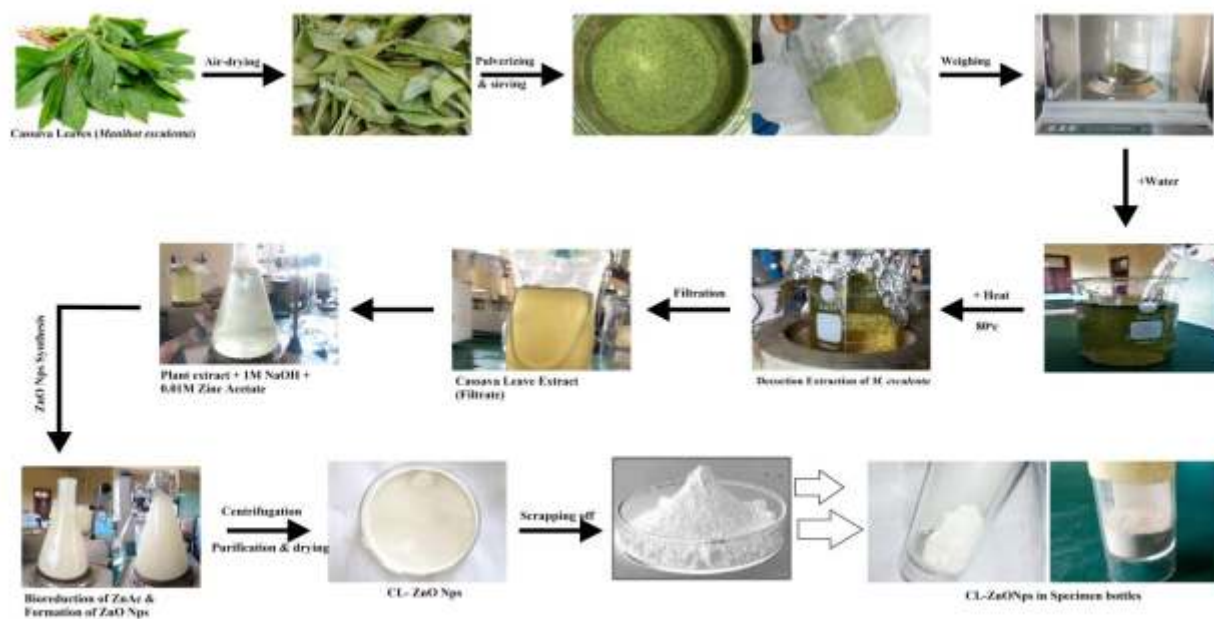 Air-drying
Pulverizing
& sieving
Weighing
Cassava Leaves (Manihot esculenta)
+Water
Filtration
+ Heat
80°c
Plant extract + 1M NaOH +
0.01M Zinc Acetate
Cassava Leave Extract
(Filtrate)
Decoction Extraction of M. esculenta
ZnO Nps Synthesis
Centrifugation
Purification & drying
Scrapping off
Bioreduction of ZnAc &
Formation of ZnO Nps
CL- ZnO Nps
CL-ZnONps in Specimen bottles